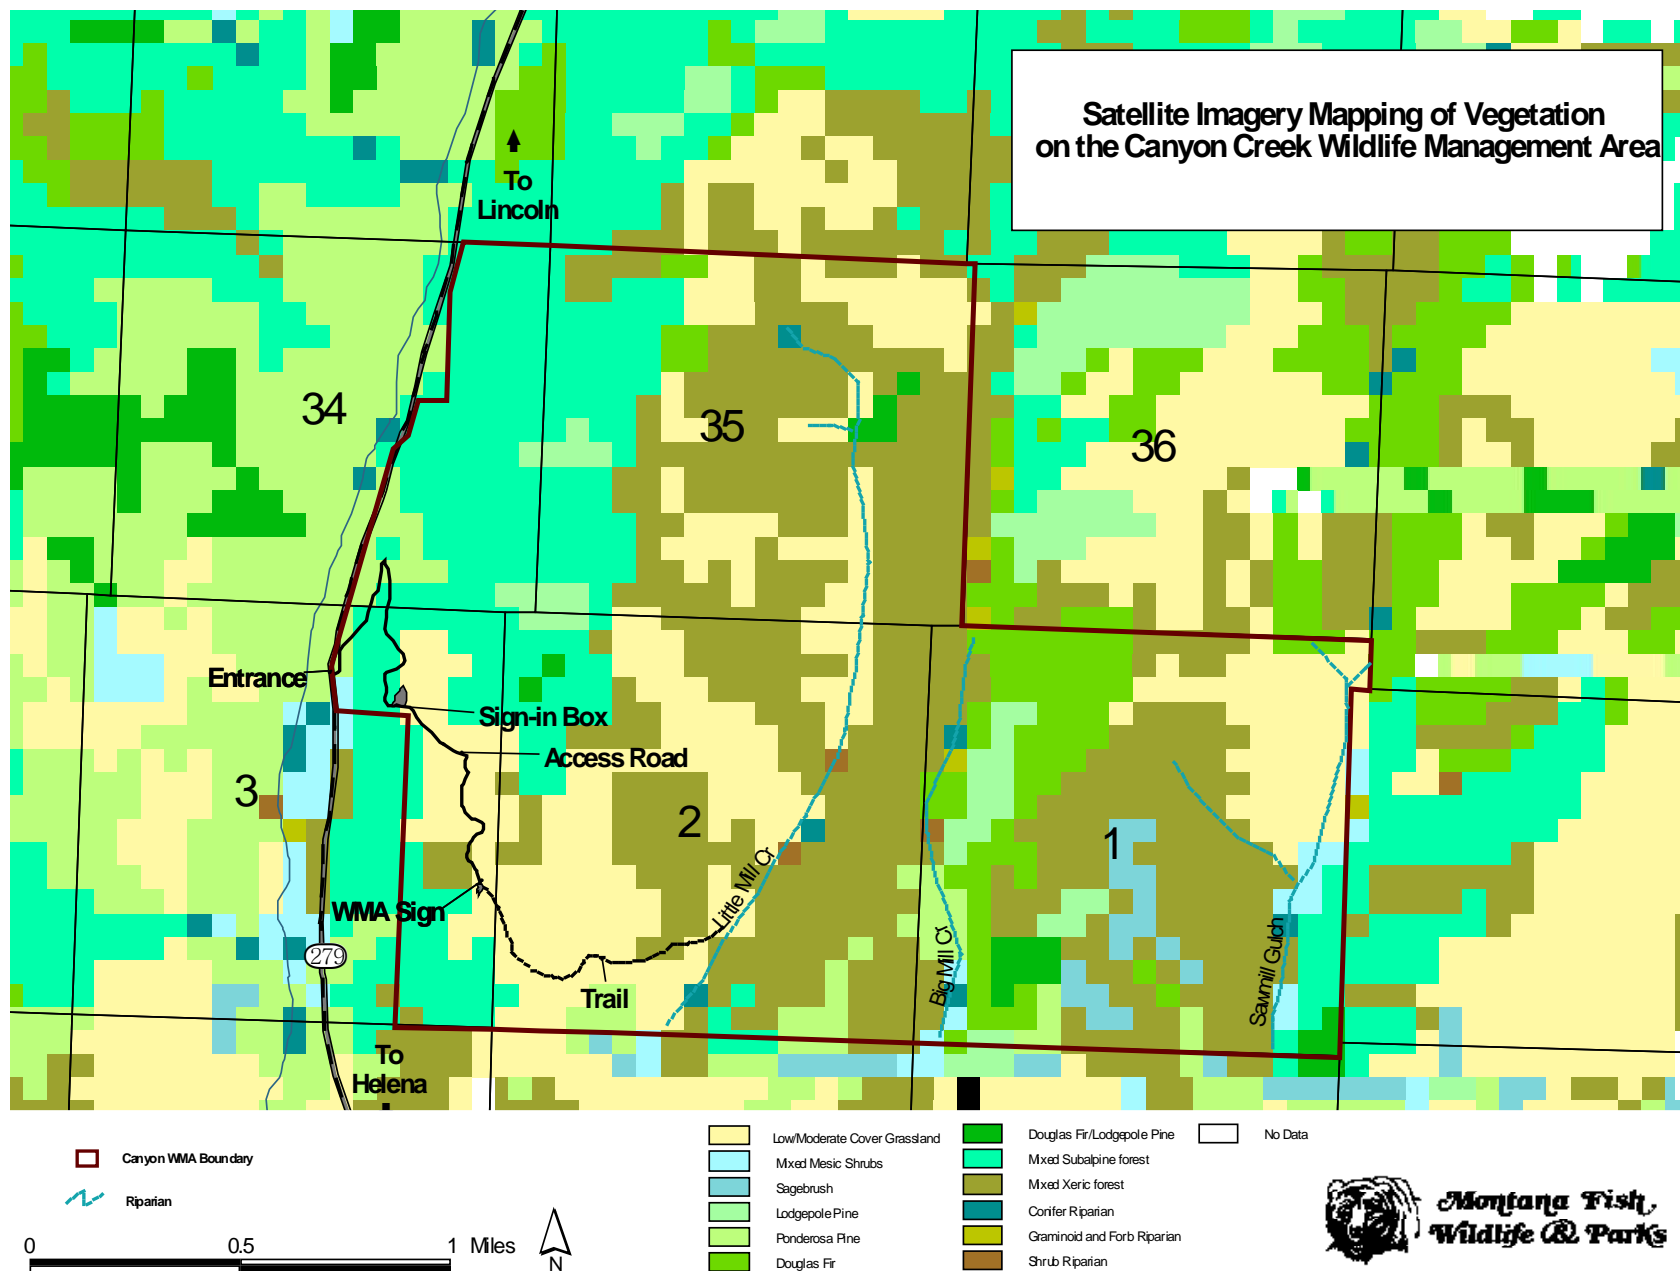 Satellite Imagery Mapping of Vegetation
on the Canyon Creek Wildlife Management Area
To
Lincoln
34
35
36
Entrance
Sign-in Box
Access Road
3
2
1
Little Mill Cr
WMA Sign
Big Mill Cr
Sawmill Gulch
279
Trail
To
Helena
Canyon WMA Boundary
Riparian
0 0.5 1 Miles
N
Low/Moderate Cover Grassland
Mixed Mesic Shrubs
Sagebrush
Lodgepole Pine
Ponderosa Pine
Douglas Fir
Douglas Fir/Lodgepole Pine
Mixed Subalpine forest
Mixed Xeric forest
Conifer Riparian
Graminoid and Forb Riparian
Shrub Riparian
No Data
Montana Fish,
Wildlife & Parks